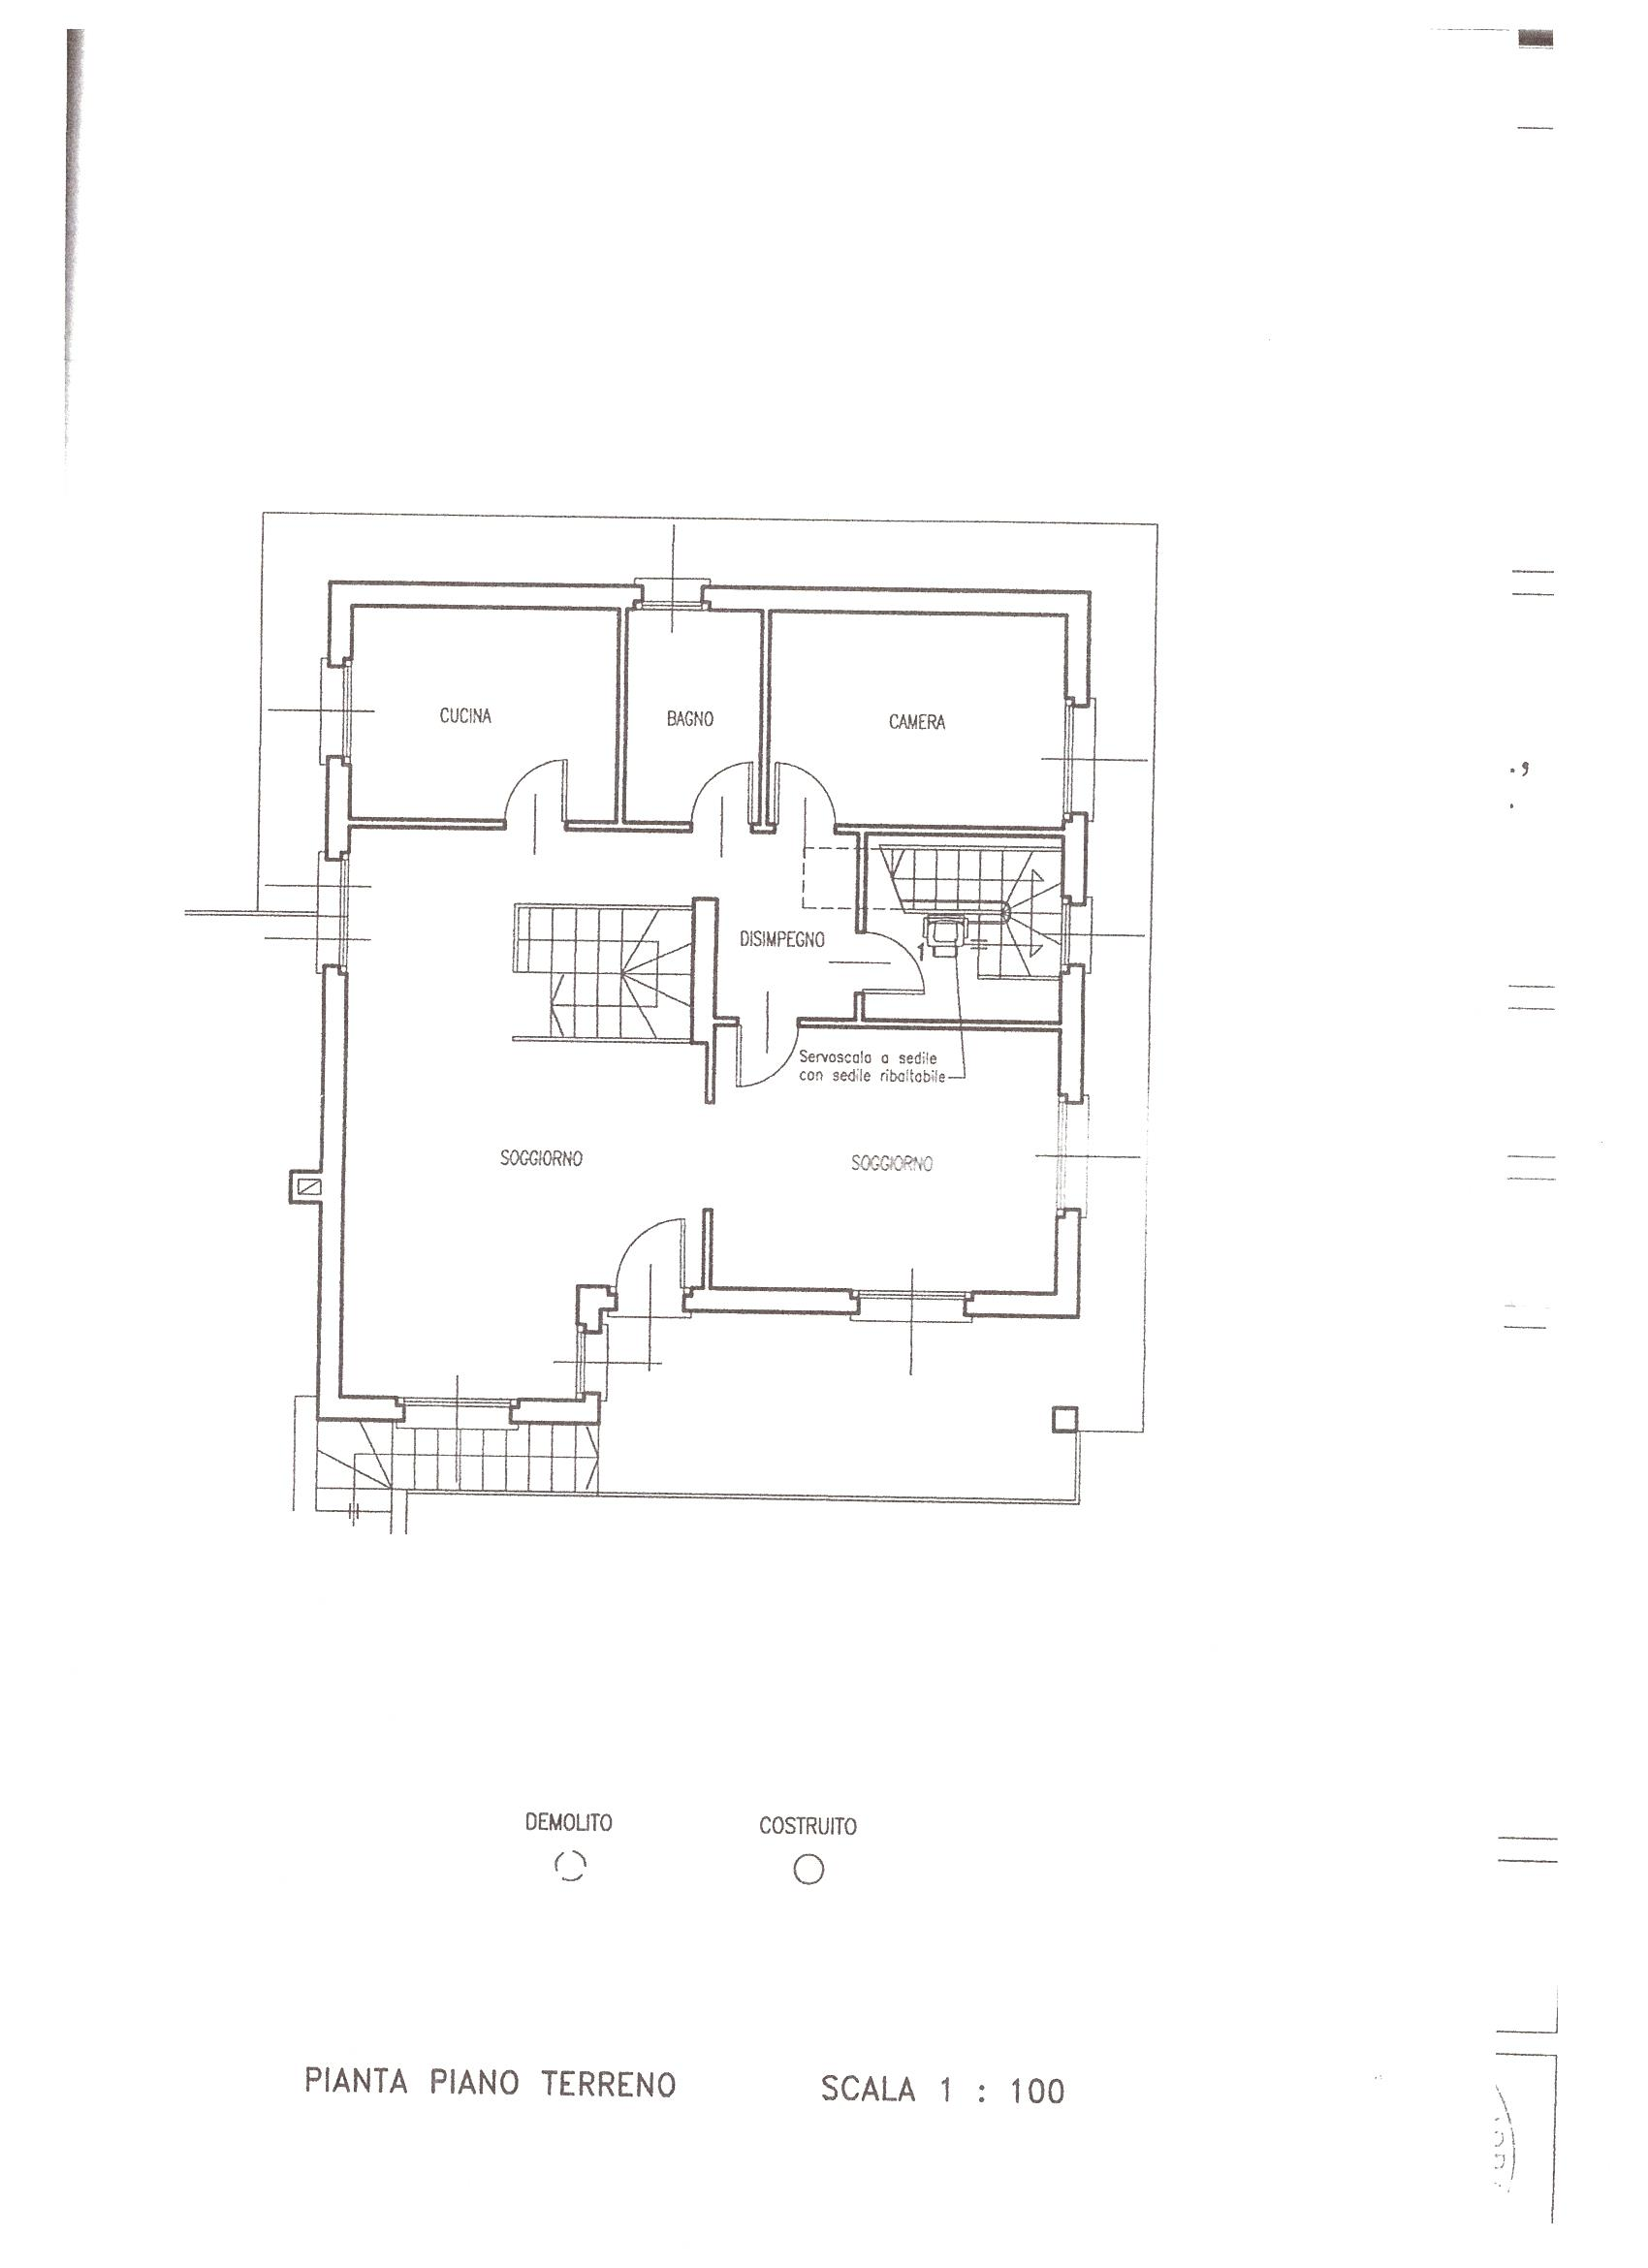 CUCINA
BAGNO
CAMERA
DISIMPEGNO
1
Servoscala a sedile
con sedile ribaltabile
SOGGIORNO
SOGGIORNO
DEMOLITO
COSTRUITO
PIANTA PIANO TERRENO
SCALA 1 : 100